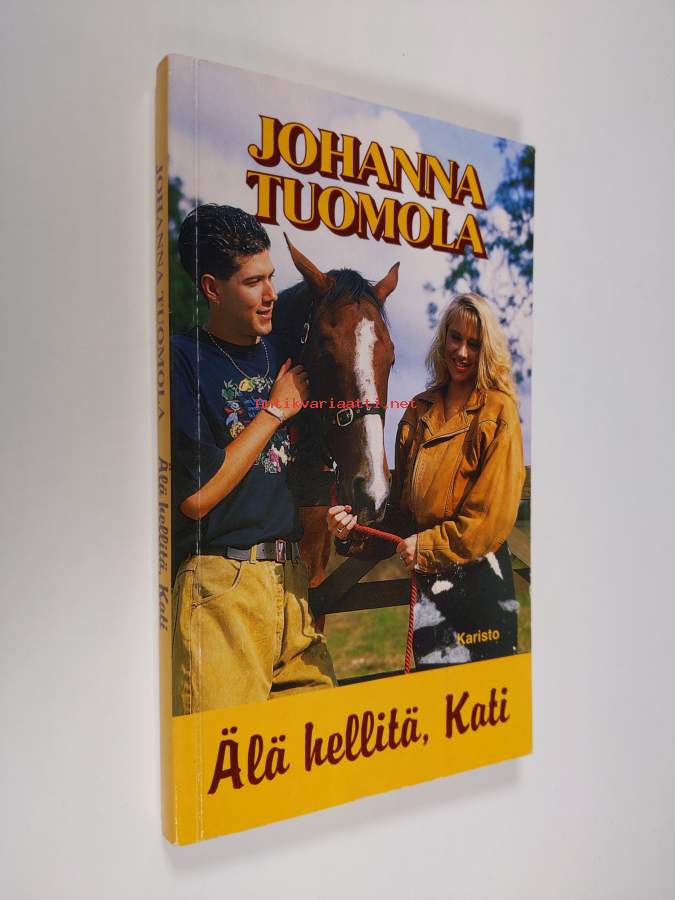 JOHANNA
TUOMOLA
Antikvariaatti.net
Karisto
Älä hellitä, Kati
JOHANNA TUOMOLA Älä hellitä, Kati